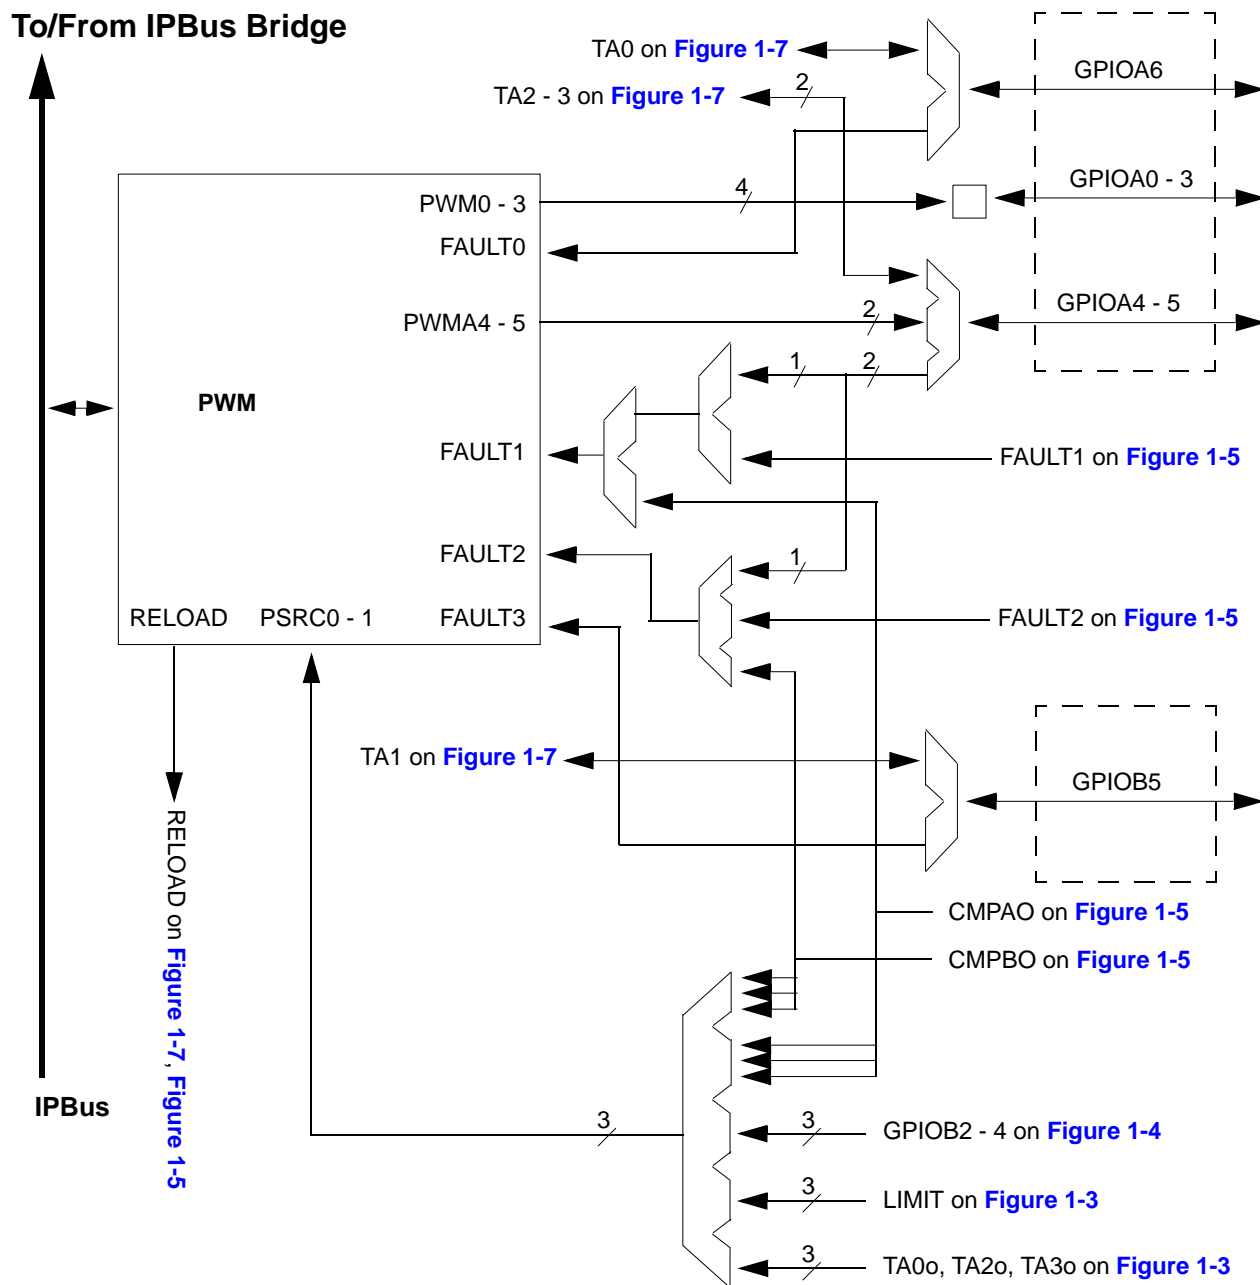 To/From IPBus Bridge
TA0 on Figure 1-7
GPIOA6
2
TA2 - 3 on Figure 1-7
GPIOA0 - 3
PWM0 - 3
4
FAULT0
GPIOA4 - 5
PWMA4 - 5
2
1
2
PWM
FAULT1
FAULT1 on Figure 1-5
FAULT2
1
RELOAD
PSRC0 - 1
FAULT3
FAULT2 on Figure 1-5
TA1 on Figure 1-7
GPIOB5
RELOAD on Figure 1-7, Figure 1-5
CMPAO on Figure 1-5
CMPBO on Figure 1-5
IPBus
3
3
GPIOB2 - 4 on Figure 1-4
3
LIMIT on Figure 1-3
3
TA0o, TA2o, TA3o on Figure 1-3